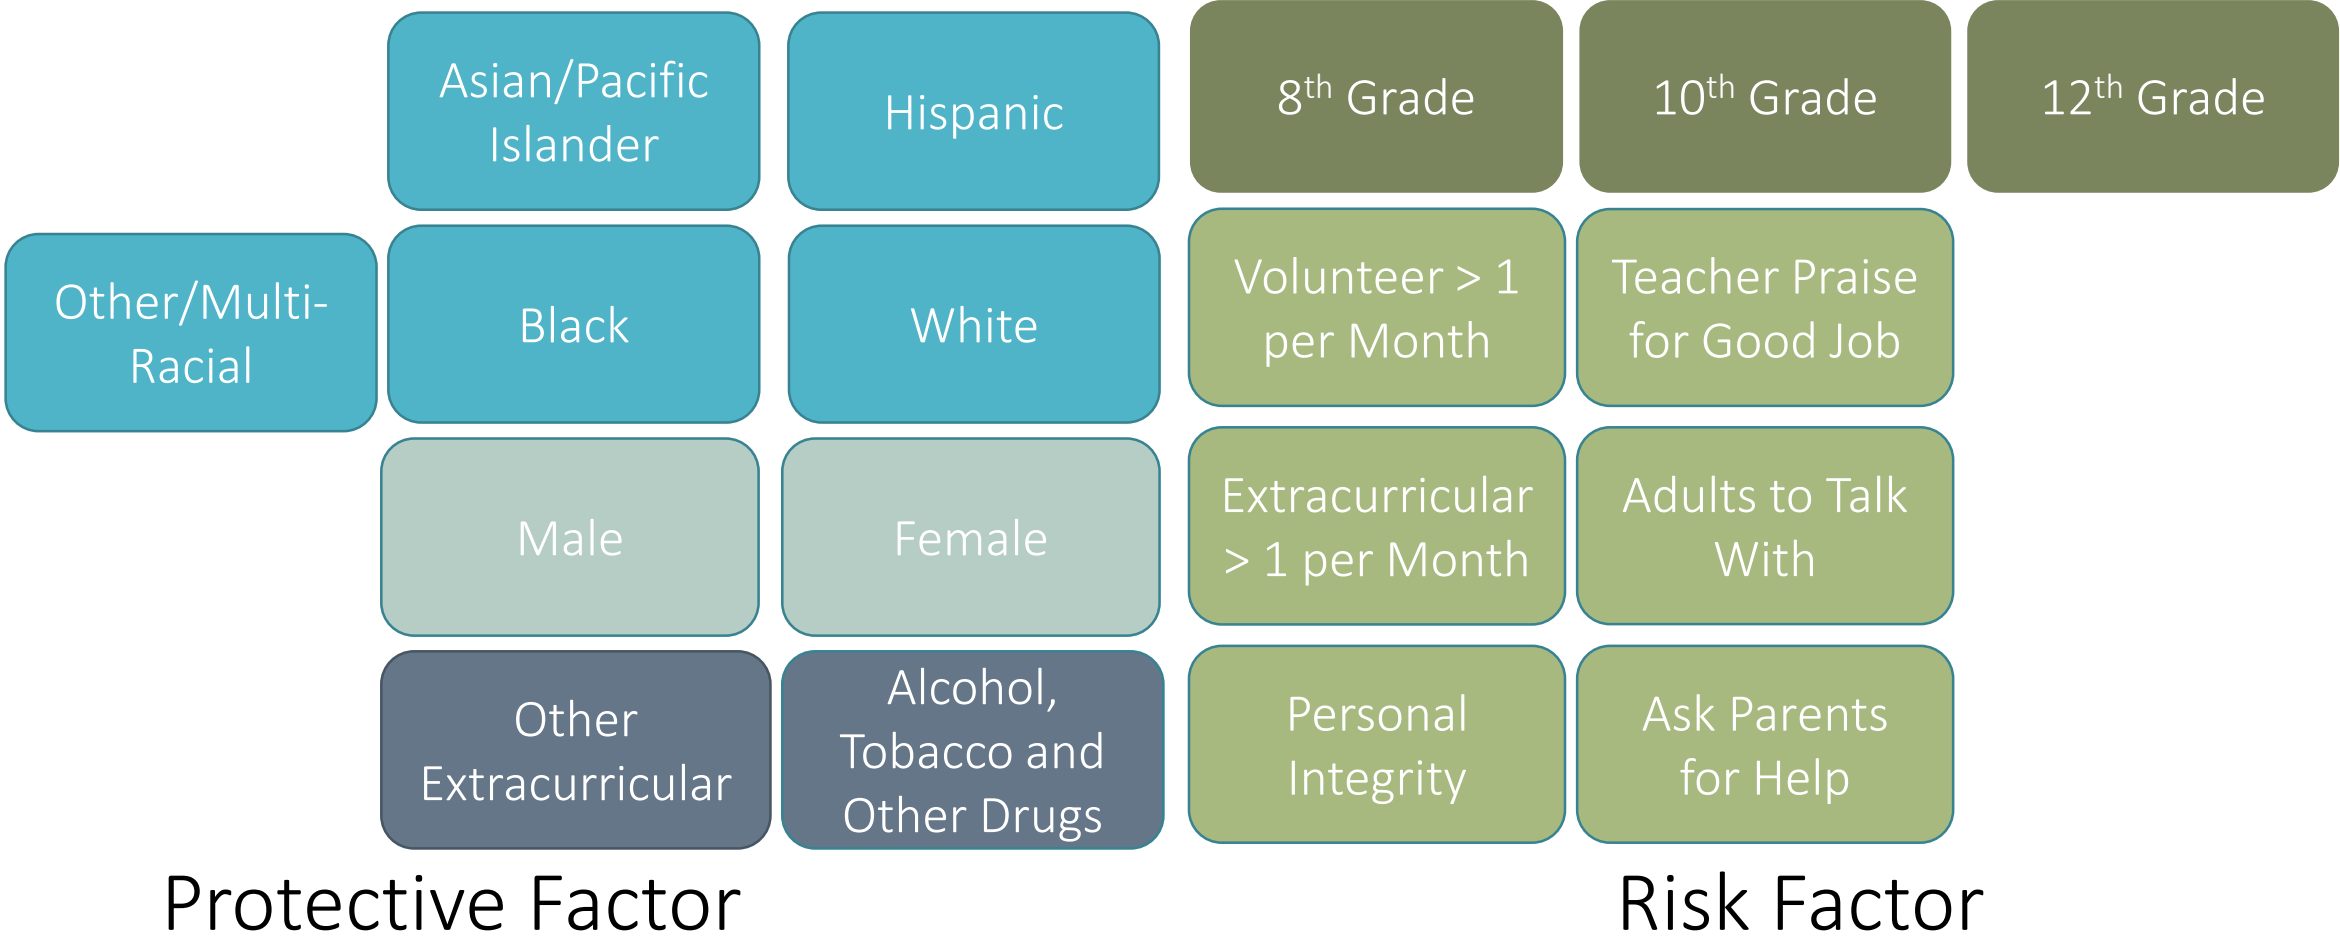 Asian/Pacific
Islander
Hispanic
8th Grade
10th Grade
12th Grade
Other/Multi-
Racial
Black
White
Volunteer > 1
per Month
Teacher Praise
for Good Job
Male
Female
Extracurricular
> 1 per Month
Adults to Talk
With
Other
Extracurricular
Alcohol,
Tobacco and
Other Drugs
Personal
Integrity
Ask Parents
for Help
Protective Factor
Risk Factor